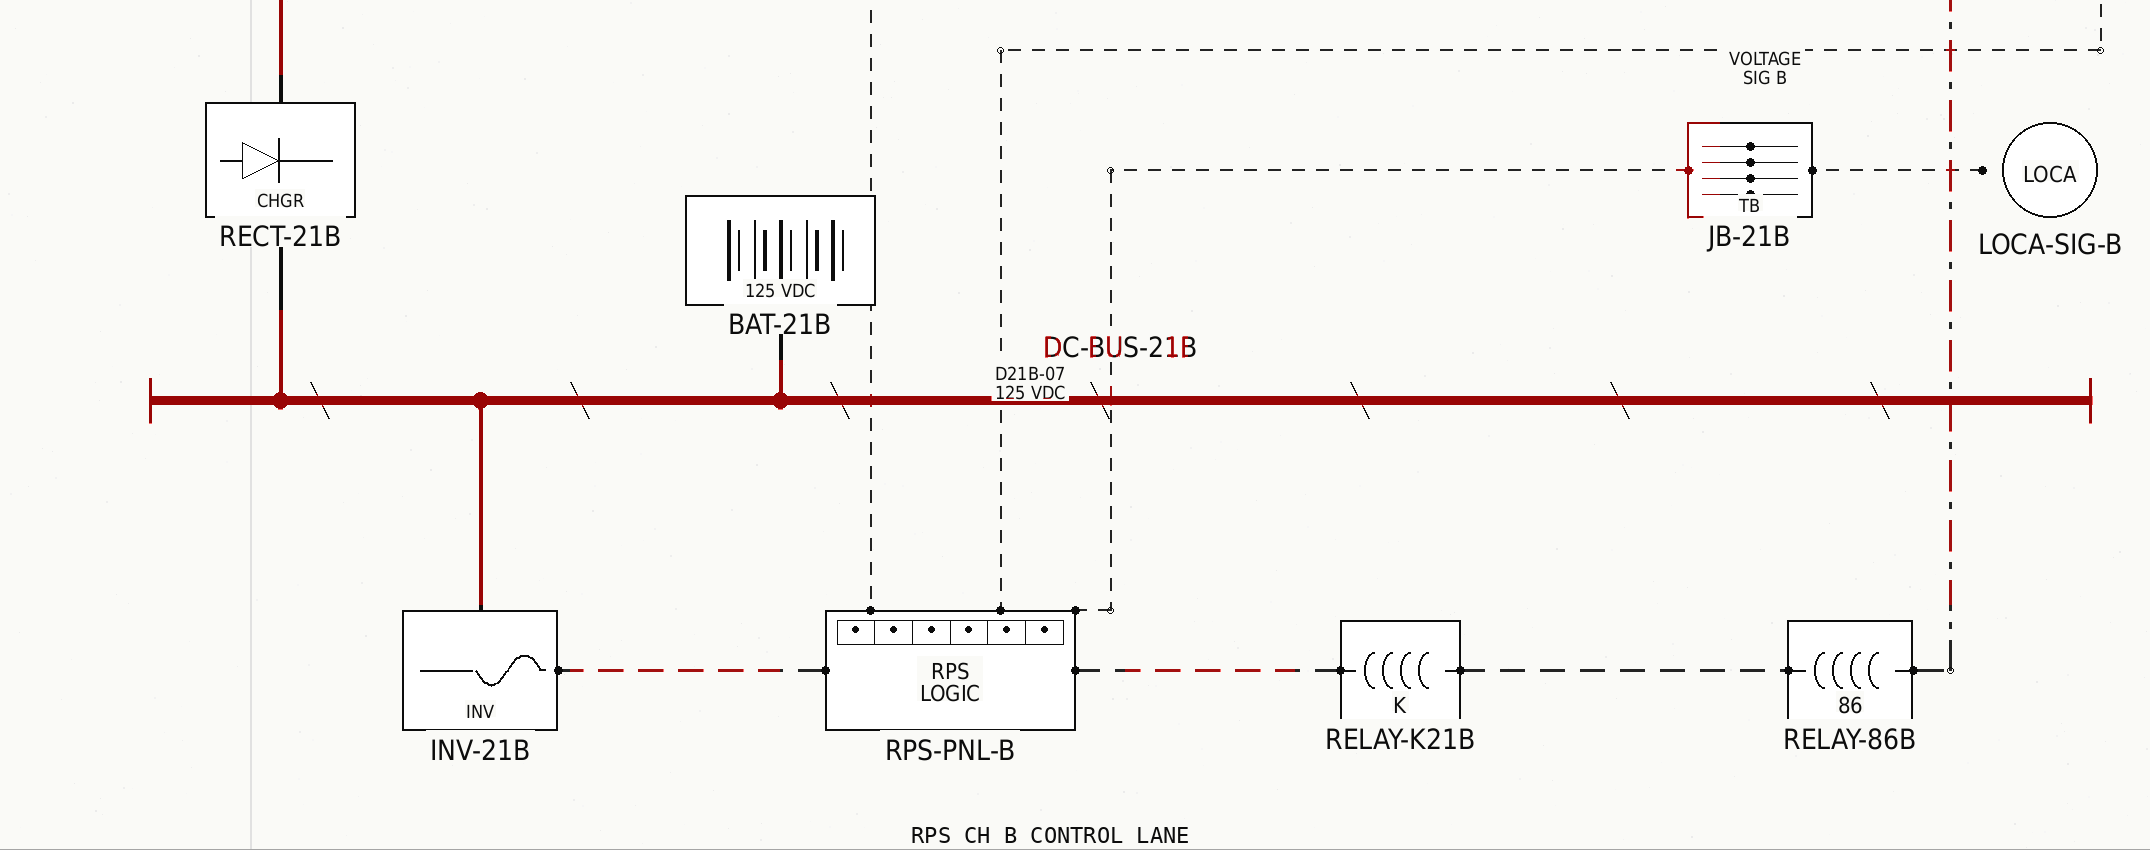 VOLTAGE
SIG B
CHGR
RECT-21B
TB
JB-21B
LOCA
LOCA-SIG-B
125 VDC
BAT-21B
DC-BUS-21B
D21B-07
125 VDC
INV
INV-21B
RPS
LOGIC
RPS-PNL-B
K
RELAY-K21B
86
RELAY-86B
RPS CH B CONTROL LANE